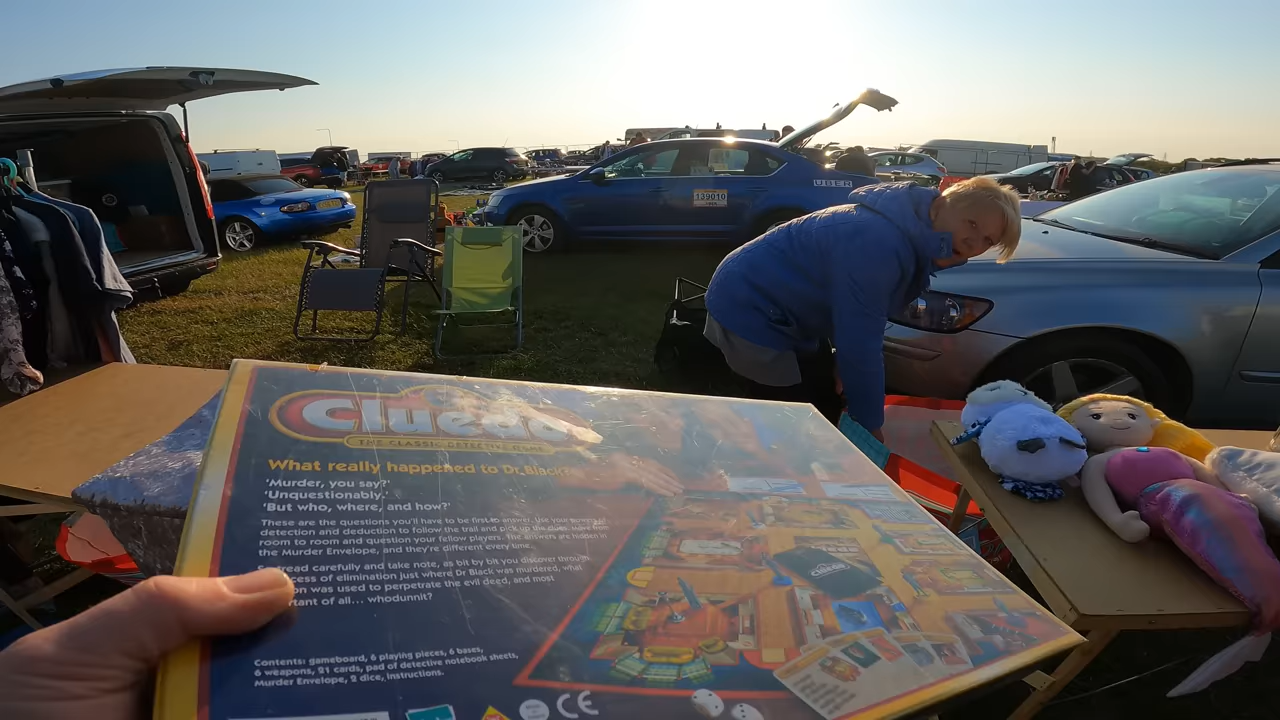 UBER
139010
Cluedo
THE CLASSIC DETECTIVE GAME
What really happened to Dr. Black?
'Murder, you say?'
'Unquestionably.'
'But who, where, and how?'
These are the questions you'll have to be first to answer. Use your powers of
detection and deduction to follow the trail and pick up the clues. Move from
room to room and question your fellow players. The answers are hidden in
the Murder Envelope, and they're different every time.
read carefully and take note, as bit by bit you discover through
cess of elimination just where Dr Black was murdered, what
on was used to perpetrate the evil deed, and most
tant of all... whodunnit?
Contents: gameboard, 6 playing pieces, 6 bases,
6 weapons, 21 cards, pad of detective notebook sheets,
Murder Envelope, 2 dice, instructions.
CE